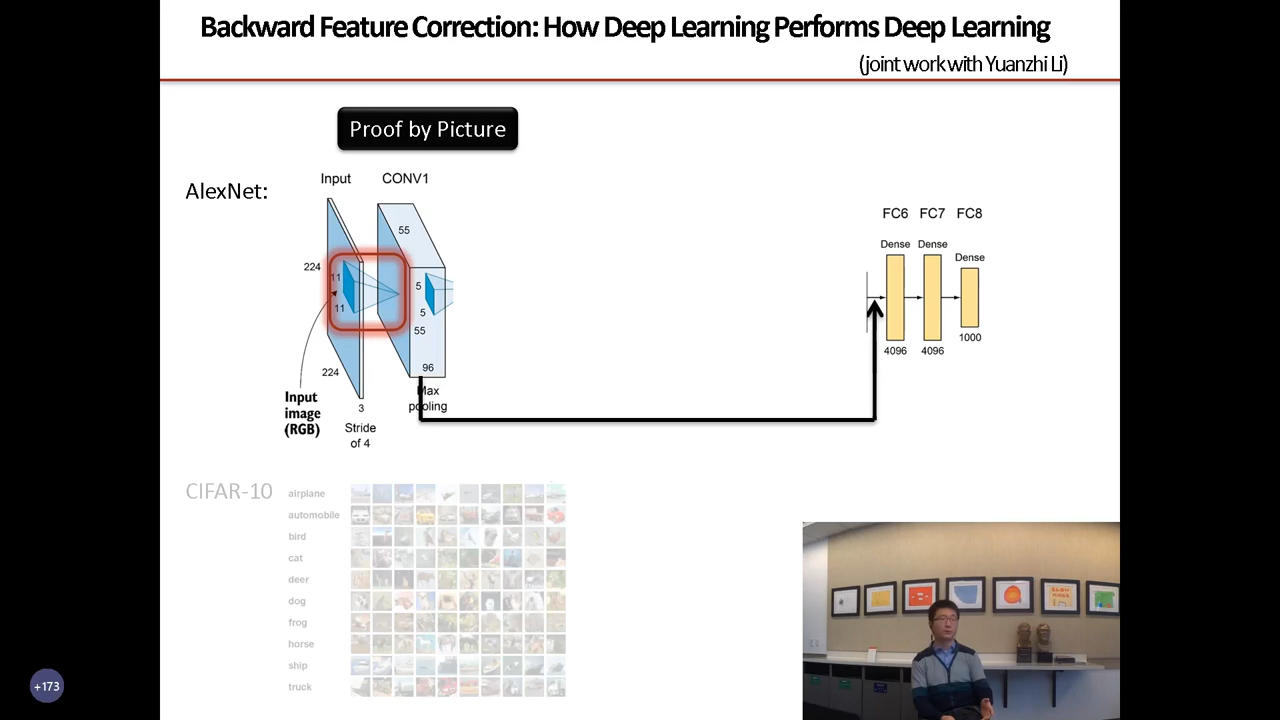 Backward Feature Correction: How Deep Learning Performs Deep Learning
(joint work with Yuanzhi Li)
Proof by Picture
AlexNet:
Input
CONV1
55
224
11
11
5
5
55
224
96
Max
pooling
3
Stride
of 4
Input
image
(RGB)
FC6
FC7
FC8
Dense
Dense
Dense
4096
4096
1000
CIFAR-10
airplane
automobile
bird
cat
deer
dog
frog
horse
ship
truck
+173